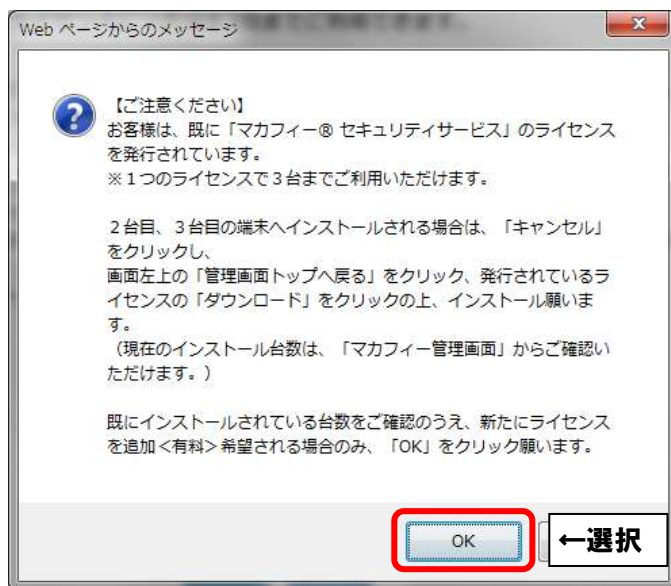 Web ページからのメッセージ
【ご注意ください】
お客様は、既に「マカフィー® セキュリティサービス」のライセンス
を発行されています。
※１つのライセンスで３台までご利用いただけます。
２台目、３台目の端末へインストールされる場合は、「キャンセル」
をクリックし、
画面左上の「管理画面トップへ戻る」をクリック、発行されているラ
イセンスの「ダウンロード」をクリックの上、インストール願いま
す。
（現在のインストール台数は、「マカフィー管理画面」からご確認い
ただけます。）
既にインストールされている台数をご確認のうえ、新たにライセンス
を追加＜有料＞希望される場合のみ、「OK」をクリック願います。
OK
←選択